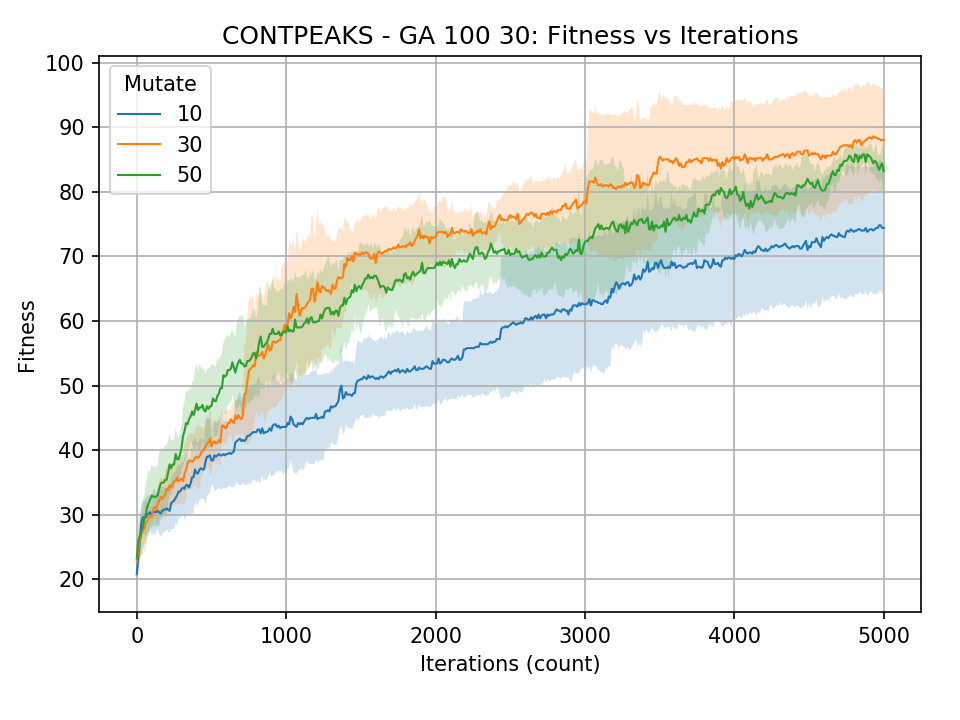 CONTPEAKS - GA 100 30: Fitness vs Iterations
Mutate
10
30
50
Fitness
100
90
80
70
60
50
40
30
20
0 1000 2000 3000 4000 5000
Iterations (count)